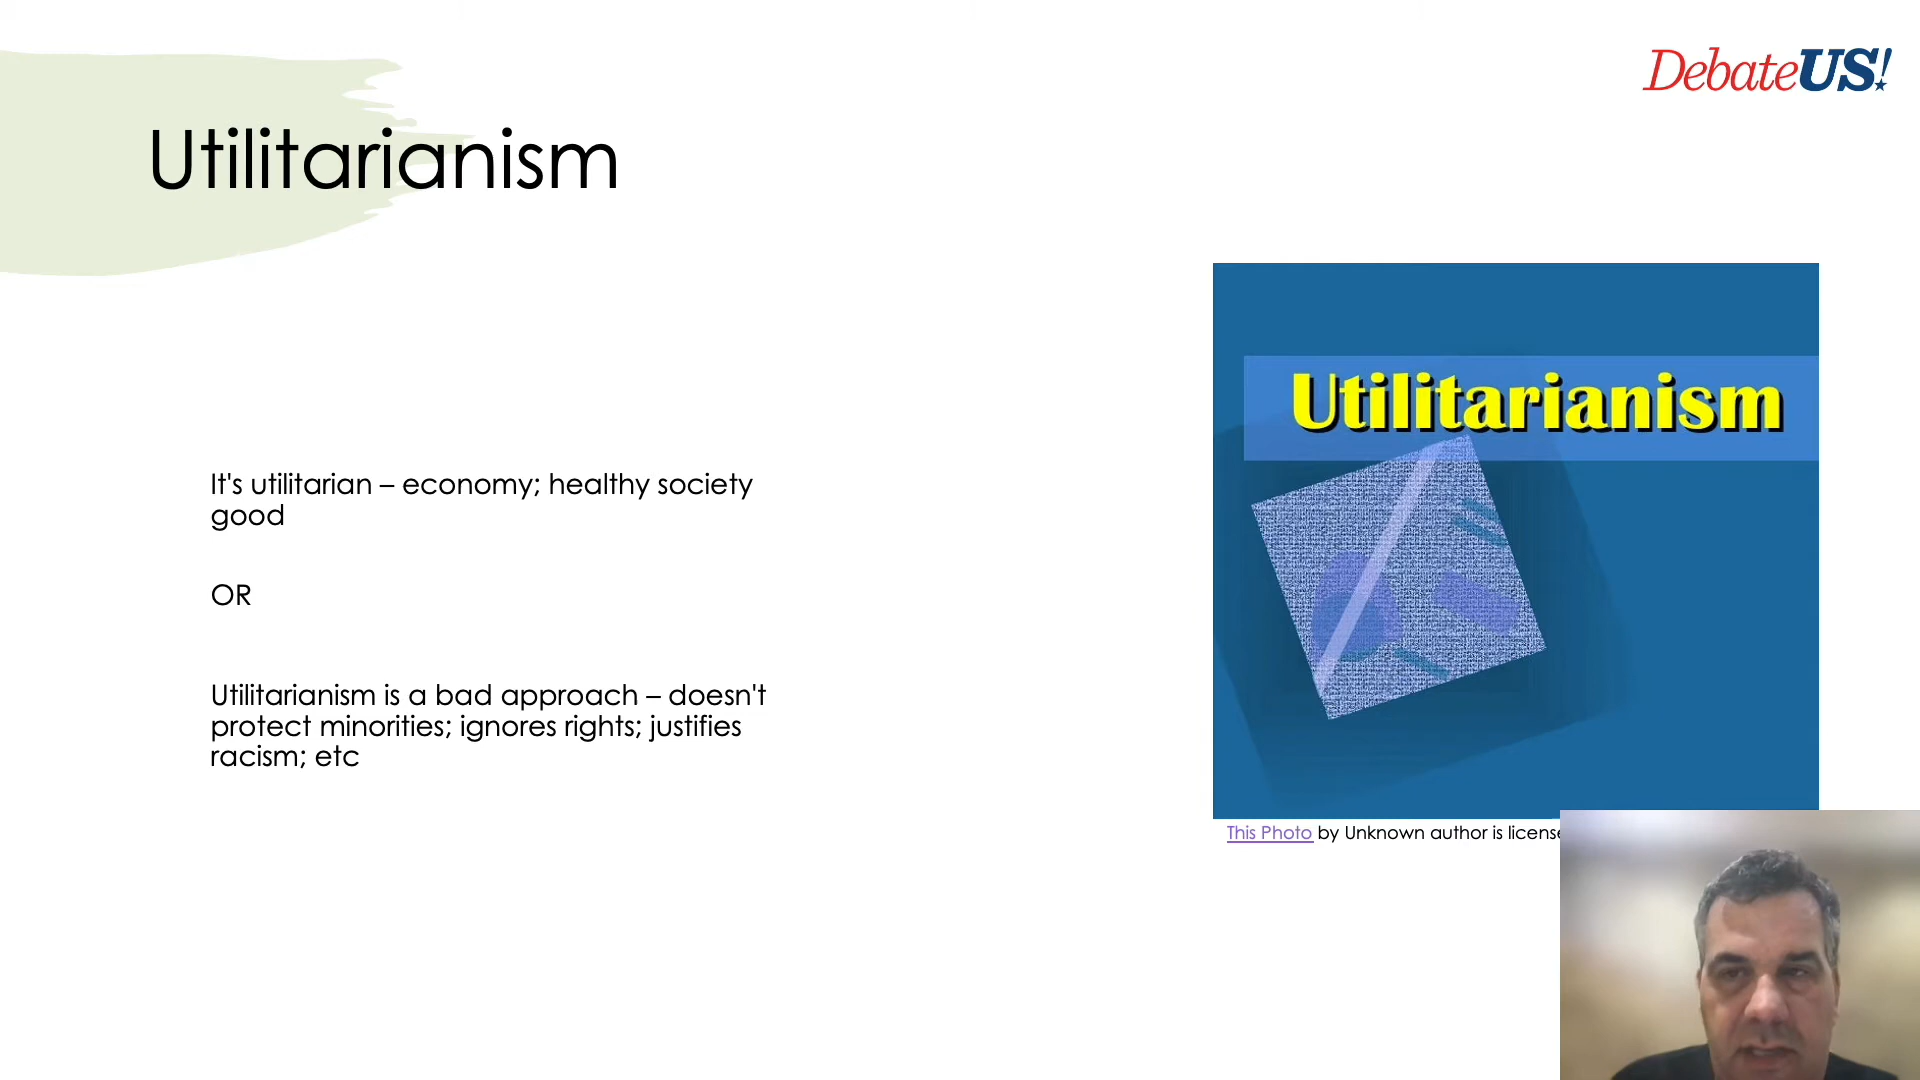 DebateUS!
Utilitarianism
Utilitarianism
It's utilitarian – economy; healthy society
good
OR
Utilitarianism is a bad approach – doesn't
protect minorities; ignores rights; justifies
racism; etc
This Photo by Unknown author is license